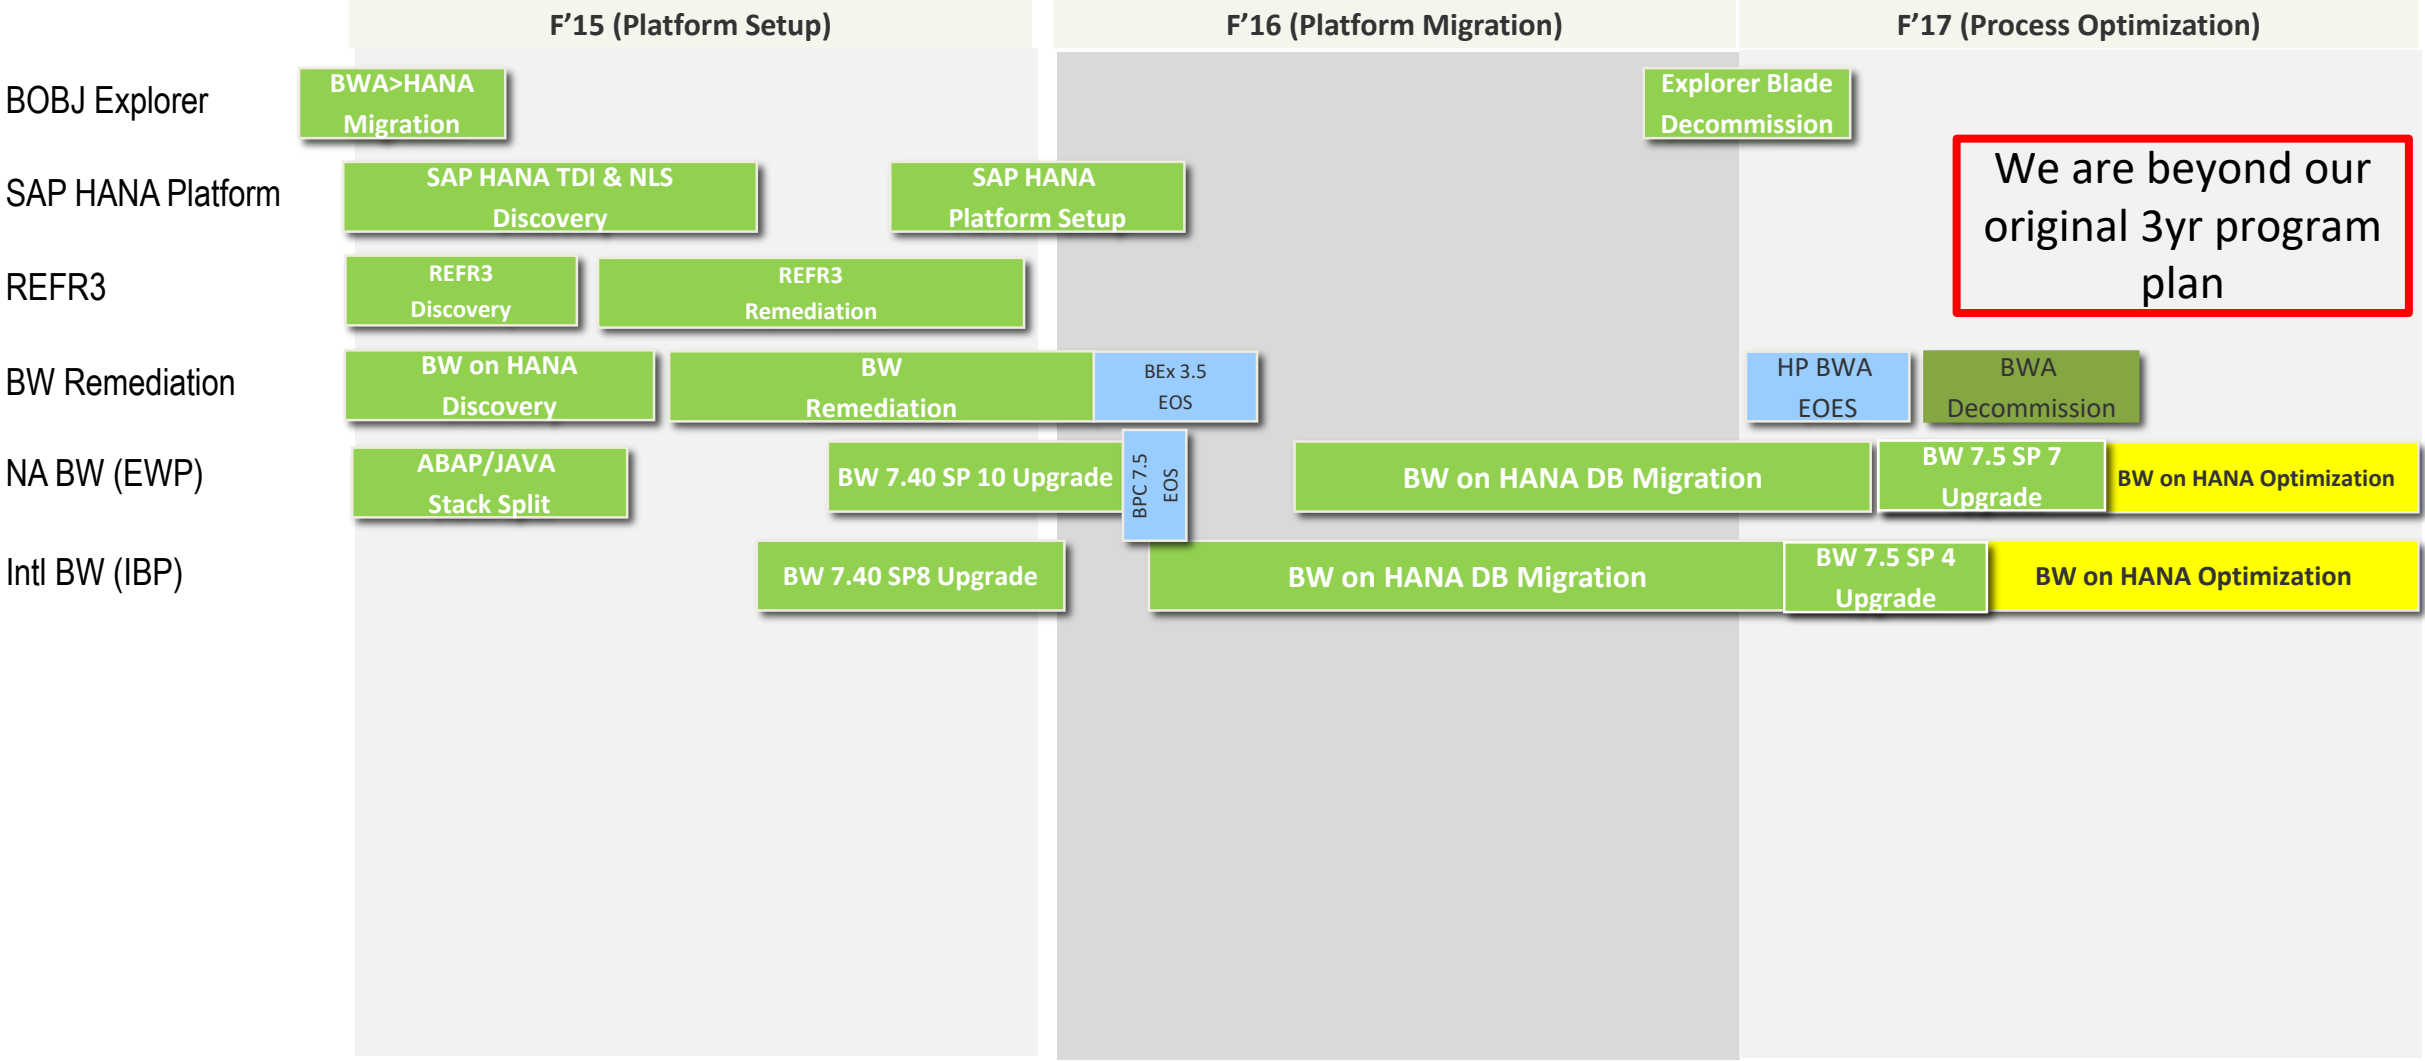 F’15 (Platform Setup)
F’16 (Platform Migration)
F’17 (Process Optimization)
BOBJ Explorer
BWA>HANA
Migration
Explorer Blade
Decommission
We are beyond our
original 3yr program
plan
SAP HANA Platform
SAP HANA TDI & NLS
Discovery
SAP HANA
Platform Setup
REFR3
REFR3
Discovery
REFR3
Remediation
BW Remediation
BW on HANA
Discovery
BW
Remediation
BEx 3.5
EOS
HP BWA
EOES
BWA
Decommission
NA BW (EWP)
ABAP/JAVA
Stack Split
BW 7.40 SP 10 Upgrade
BPC 7.5
EOS
BW on HANA DB Migration
BW 7.5 SP 7
Upgrade
BW on HANA Optimization
Intl BW (IBP)
BW 7.40 SP8 Upgrade
BW on HANA DB Migration
BW 7.5 SP 4
Upgrade
BW on HANA Optimization